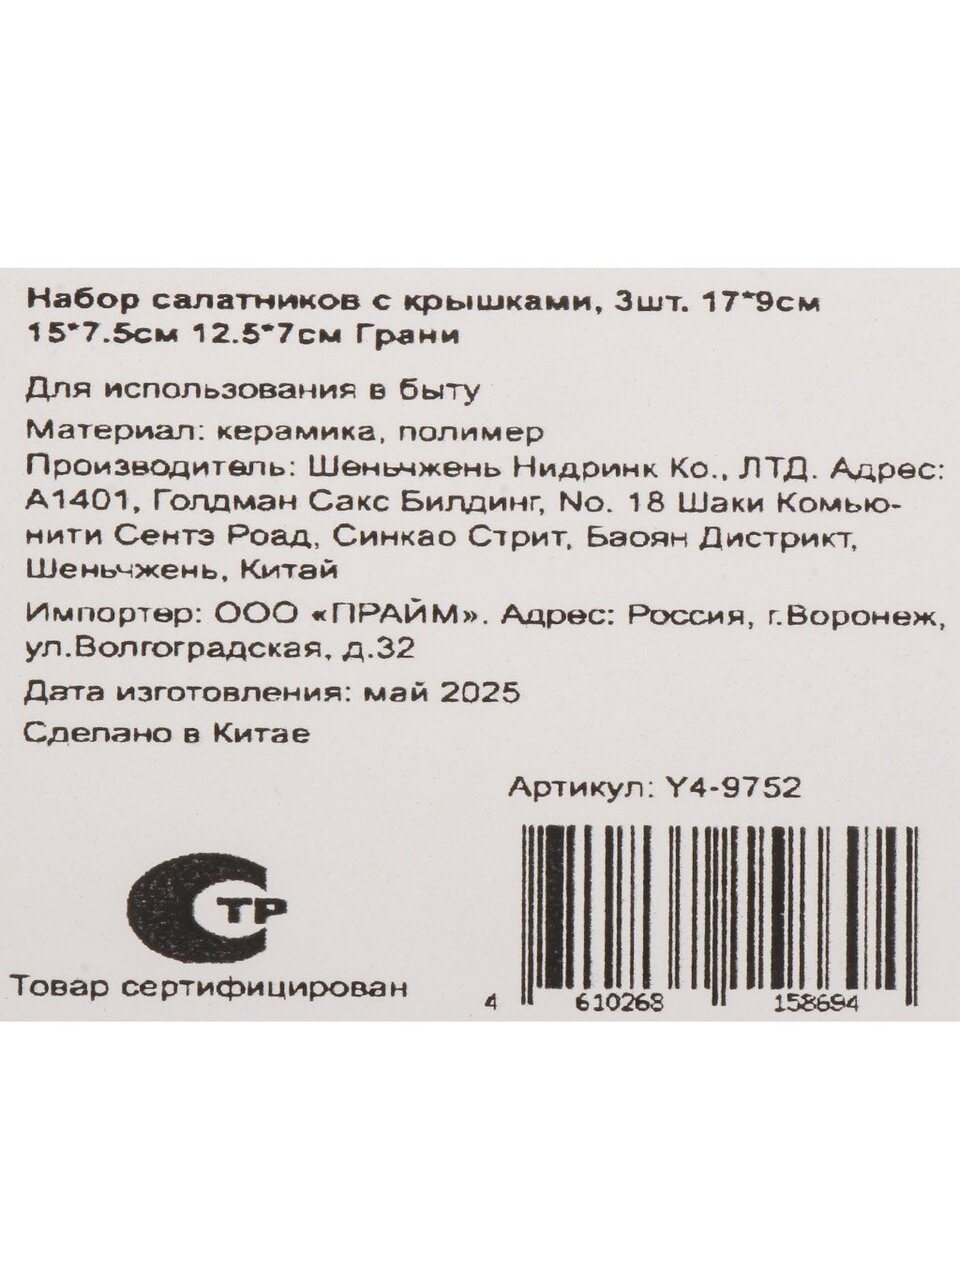 Набор салатников с крышками, 3шт. 17*9см
15*7.5см 12.5*7см Грани
Для использования в быту
Материал: керамика, полимер
Производитель: Шеньчжень Нидринк Ко., ЛТД. Адрес:
А1401, Голдман Сакс Билдинг, No. 18 Шаки Комью-
нити Сентэ Роад, Синкао Стрит, Баоян Дистрикт,
Шеньчжень, Китай
Импортер: ООО «ПРАЙМ». Адрес: Россия, г.Воронеж,
ул.Волгоградская, д.32
Дата изготовления: май 2025
Сделано в Китае
Артикул: Y4-9752
СТР
Товар сертифицирован
4 610268 158694